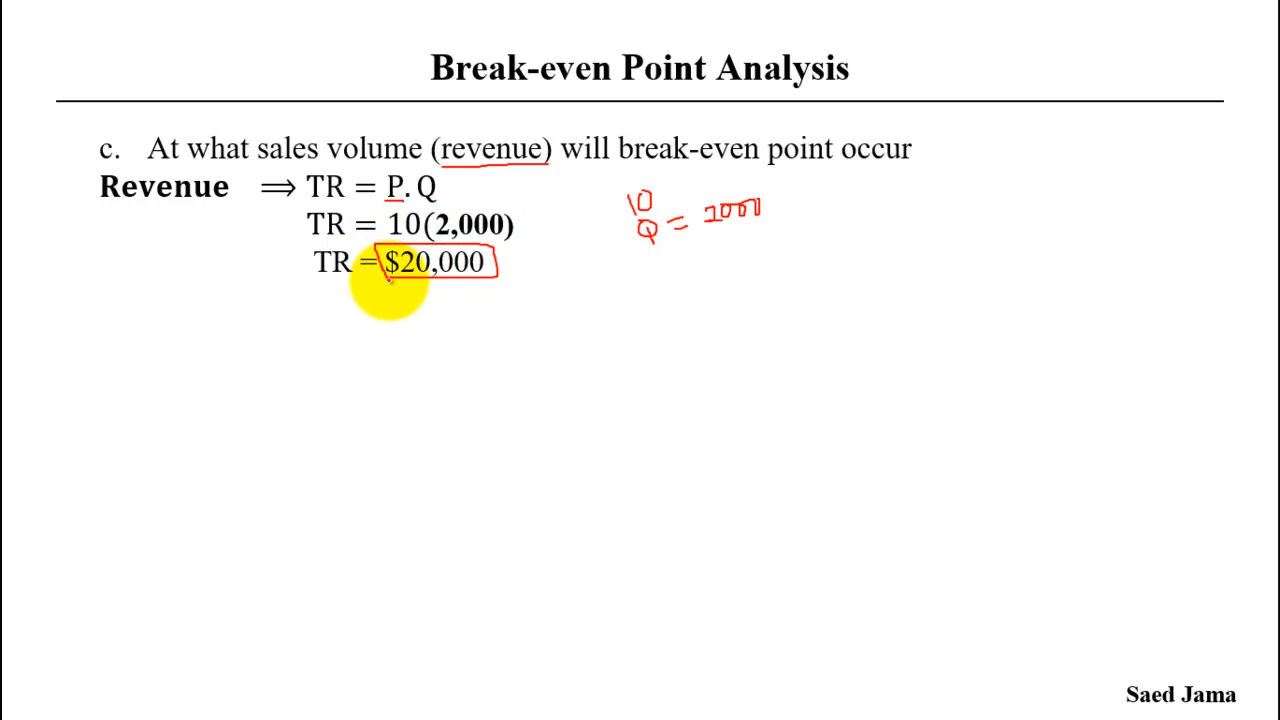 Break-even Point Analysis
c. At what sales volume (revenue) will break-even point occur
Revenue ⟹ TR = P. Q
10
TR = 10(2,000)
Q = 2000
TR = $20,000
Saed Jama